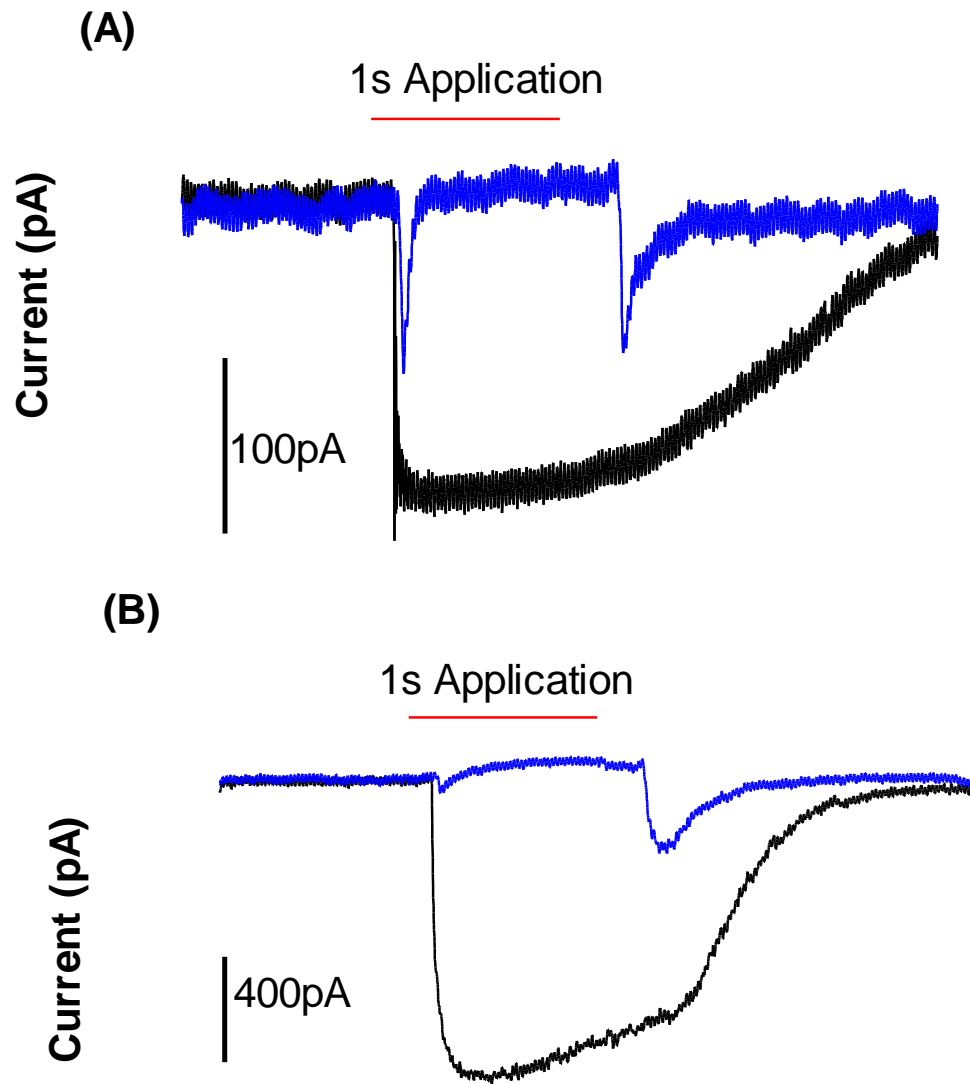 (A)
1s Application
Current (pA)
100pA
(B)
1s Application
Current (pA)
400pA